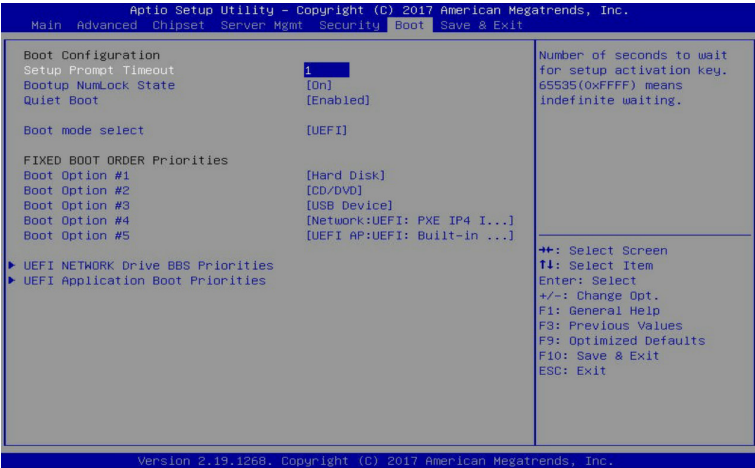 Aptio Setup Utility – Copyright (C) 2017 American Megatrends, Inc.
Main Advanced Chipset Server Mgmt Security Boot Save & Exit
Boot Configuration
Setup Prompt Timeout 1
Bootup NumLock State [On]
Quiet Boot [Enabled]
Boot mode select [UEFI]
FIXED BOOT ORDER Priorities
Boot Option #1 [Hard Disk]
Boot Option #2 [CD/DVD]
Boot Option #3 [USB Device]
Boot Option #4 [Network:UEFI: PXE IP4 I...]
Boot Option #5 [UEFI AP:UEFI: Built-in ...]
▶ UEFI NETWORK Drive BBS Priorities
▶ UEFI Application Boot Priorities
Number of seconds to wait
for setup activation key.
65535(0xFFFF) means
indefinite waiting.
→←: Select Screen
↑↓: Select Item
Enter: Select
+/-: Change Opt.
F1: General Help
F3: Previous Values
F9: Optimized Defaults
F10: Save & Exit
ESC: Exit
Version 2.19.1268. Copyright (C) 2017 American Megatrends, Inc.